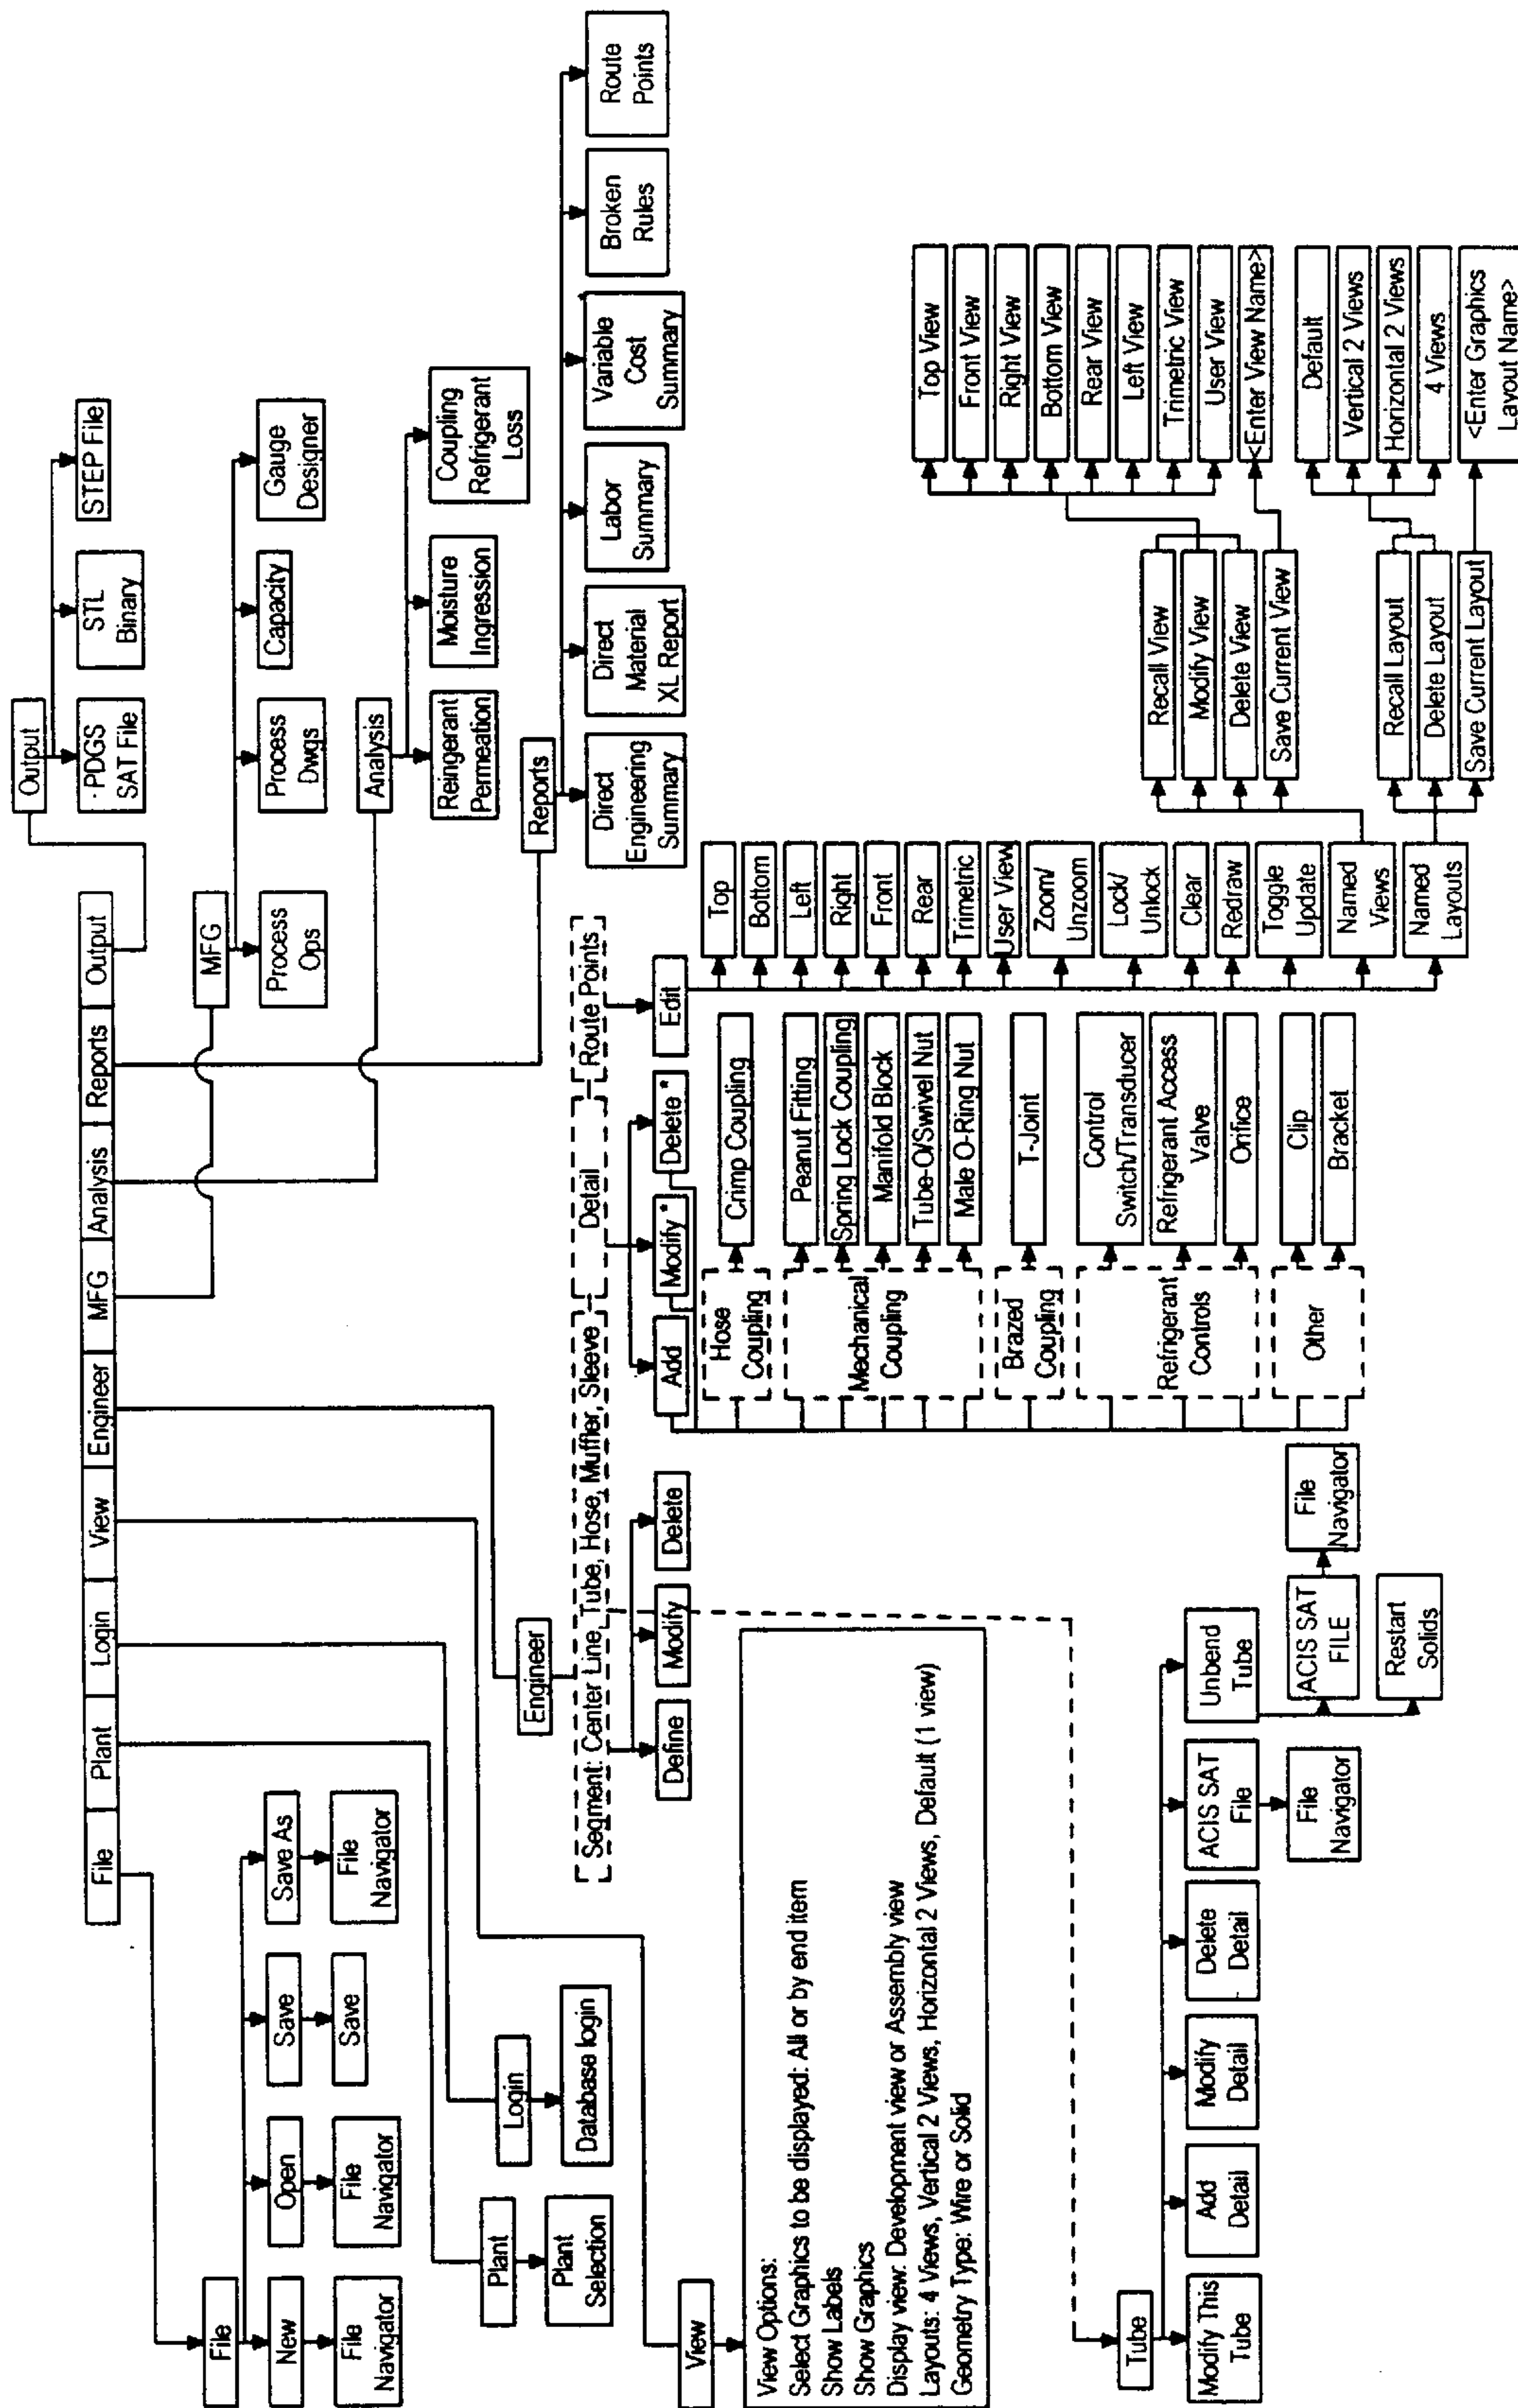 File
Plant
Login
View
Engineer
MFG
Analysis
Reports
Output
File
New
File
Navigator
Open
File
Navigator
Save
Save
Save As
File
Navigator
Plant
Plant
Selection
Login
Database login
View
View Options:
Select Graphics to be displayed: All or by end item
Show Labels
Show Graphics
Display view: Development view or Assembly view
Layouts: 4 Views, Vertical 2 Views, Horizontal 2 Views, Default (1 view)
Geometry Type: Wire or Solid
Engineer
Segment: Center Line, Tube, Hose, Muffler, Sleeve
Detail
Route Points
Define
Modify
Delete
Add
Modify *
Delete *
Edit
Hose
Coupling
Crimp Coupling
Mechanical
Coupling
Peanut Fitting
Spring Lock Coupling
Manifold Block
Tube-O/Swivel Nut
Male O-Ring Nut
Brazed
Coupling
T-Joint
Refrigerant
Controls
Control
Switch/Transducer
Refrigerant Access
Valve
Orifice
Other
Clip
Bracket
Top
Bottom
Left
Right
Front
Rear
Trimetric
User View
Zoom/
Unzoom
Lock/
Unlock
Clear
Redraw
Toggle
Update
Named
Views
Named
Layouts
Recall View
Modify View
Delete View
Save Current View
Recall Layout
Delete Layout
Save Current Layout
Top View
Front View
Right View
Bottom View
Rear View
Left View
Trimetric View
User View
<Enter View Name>
Default
Vertical 2 Views
Horizontal 2 Views
4 Views
<Enter Graphics
Layout Name>
Tube
Modify This
Tube
Add
Detail
Modify
Detail
Delete
Detail
ACIS SAT
File
File
Navigator
Unbend
Tube
ACIS SAT
FILE
File
Navigator
Restart
Solids
MFG
Process
Ops
Process
Dwgs
Capacity
Gauge
Designer
Analysis
Reingerant
Permeation
Moisture
Ingression
Coupling
Refrigerant
Loss
Reports
Direct
Engineering
Summary
Direct
Material
XL Report
Labor
Summary
Variable
Cost
Summary
Broken
Rules
Route
Points
Output
PDGS
SAT File
STL
Binary
STEP File